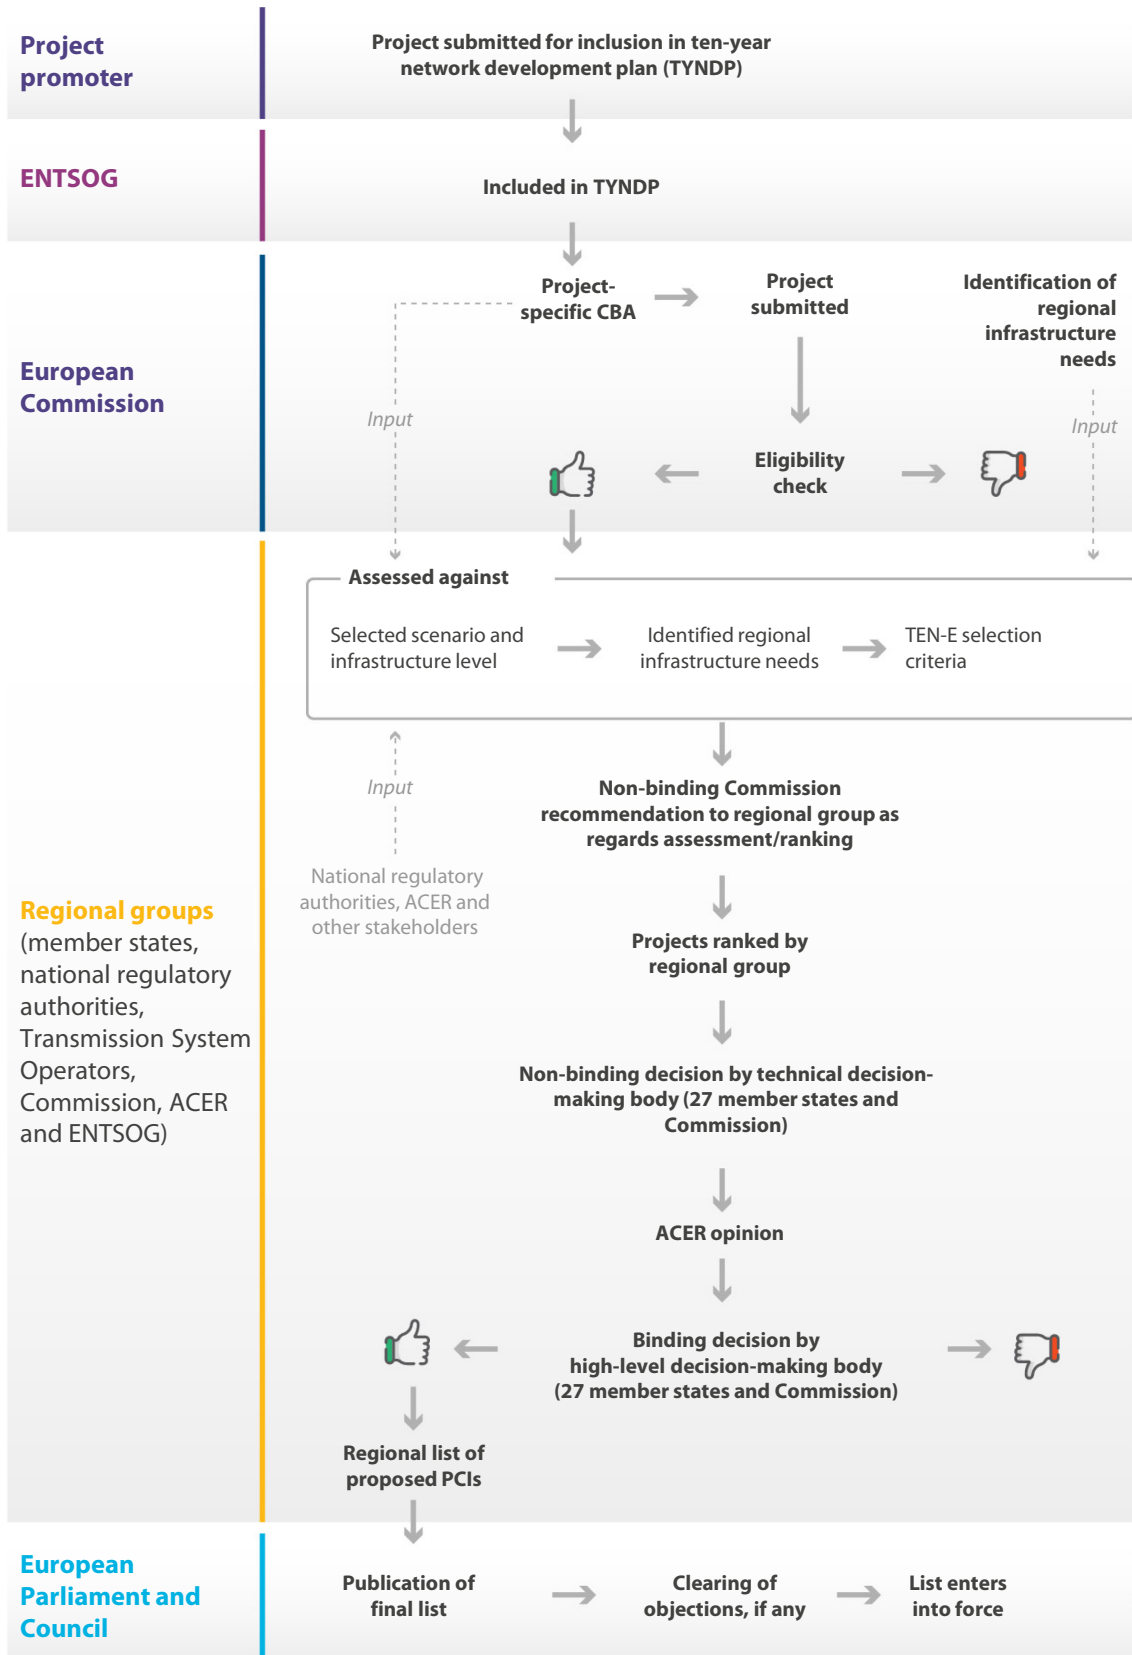 Project
promoter
Project submitted for inclusion in ten-year
network development plan (TYNDP)
ENTSOG
Included in TYNDP
European
Commission
Project-
specific CBA
Project
submitted
Identification of
regional
infrastructure
needs
Input
Input
Eligibility
check
Regional groups
(member states,
national regulatory
authorities,
Transmission System
Operators,
Commission, ACER
and ENTSOG)
Assessed against
Selected scenario and
infrastructure level
Identified regional
infrastructure needs
TEN-E selection
criteria
Input
National regulatory
authorities, ACER and
other stakeholders
Non-binding Commission
recommendation to regional group as
regards assessment/ranking
Projects ranked by
regional group
Non-binding decision by technical decision-
making body (27 member states and
Commission)
ACER opinion
Binding decision by
high-level decision-making body
(27 member states and Commission)
Regional list of
proposed PCIs
European
Parliament and
Council
Publication of
final list
Clearing of
objections, if any
List enters
into force